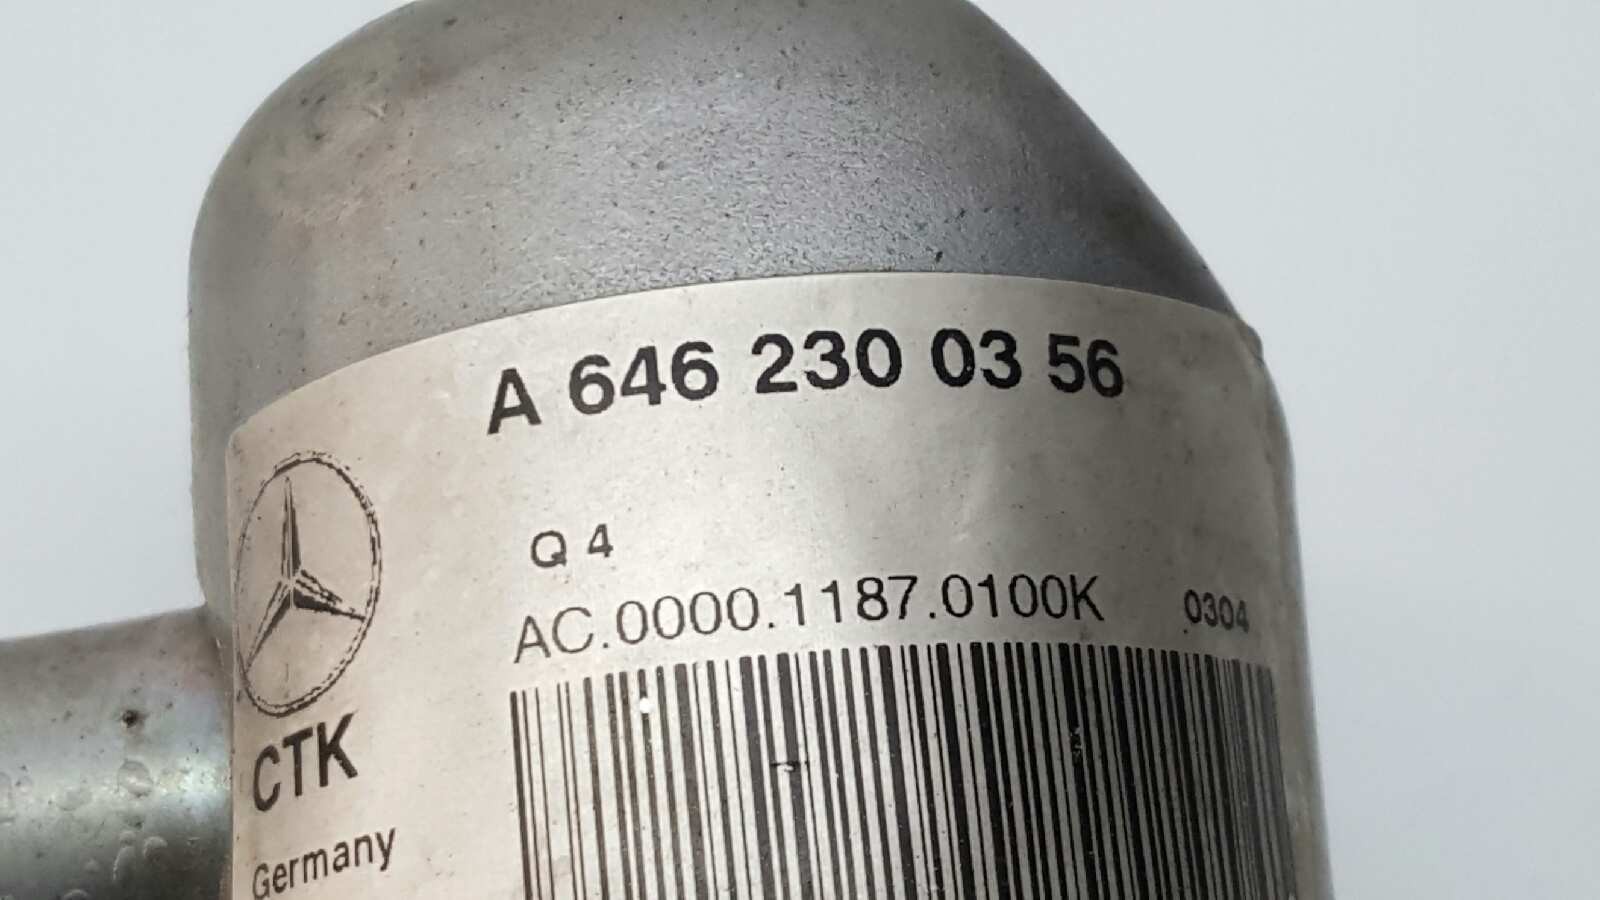 A 646 230 03 56
Q 4
AC.0000.1187.0100K 0304
CTK
Germany